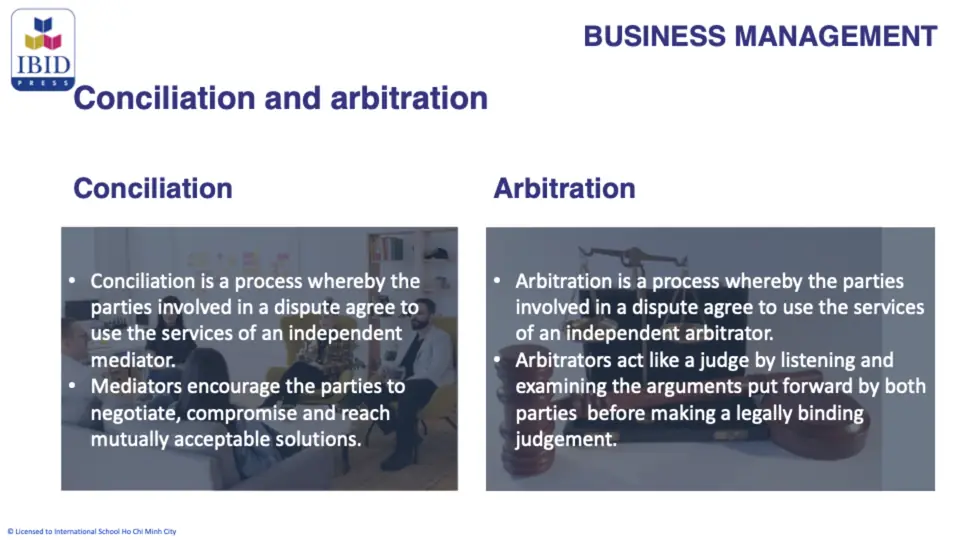 IBID
PRESS
BUSINESS MANAGEMENT
Conciliation and arbitration
Conciliation
• Conciliation is a process whereby the
parties involved in a dispute agree to
use the services of an independent
mediator.
• Mediators encourage the parties to
negotiate, compromise and reach
mutually acceptable solutions.
Arbitration
• Arbitration is a process whereby the parties
involved in a dispute agree to use the services
of an independent arbitrator.
• Arbitrators act like a judge by listening and
examining the arguments put forward by both
parties  before making a legally binding
judgement.
© Licensed to International School Ho Chi Minh City